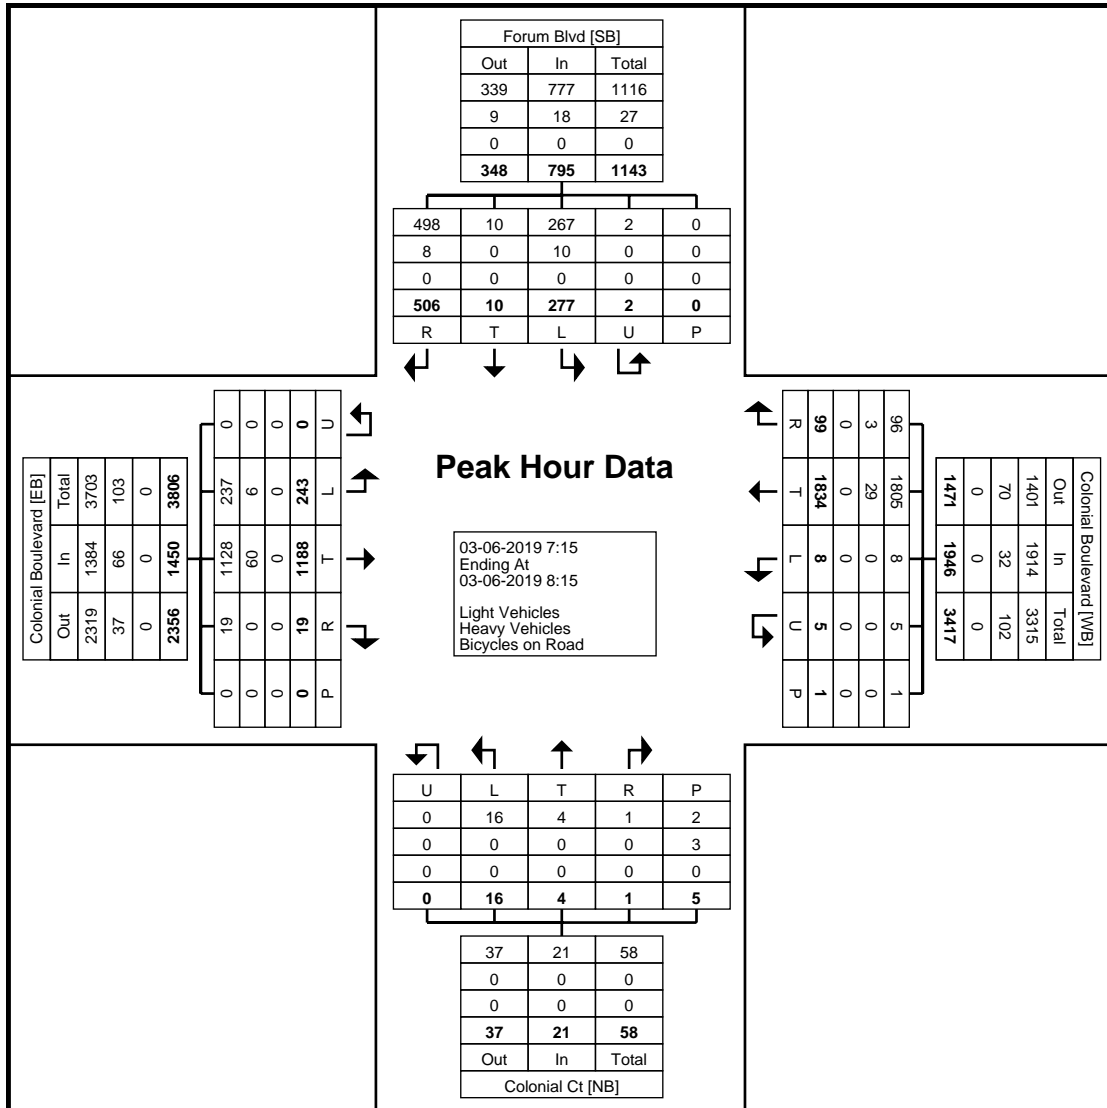 Forum Blvd [SB]
Out In Total
339 777 1116
9 18 27
0 0 0
348 795 1143
498 10 267 2 0
8 0 10 0 0
0 0 0 0 0
506 10 277 2 0
R T L U P
Colonial Boulevard [EB]
Total 3703 103 0 3806
In 1384 66 0 1450
Out 2319 37 0 2356
0 0 0 0 U
237 6 0 243 L
1128 60 0 1188 T
19 0 0 19 R
0 0 0 0 P
Peak Hour Data
03-06-2019 7:15
Ending At
03-06-2019 8:15
Light Vehicles
Heavy Vehicles
Bicycles on Road
R 99 0 3 96
T 1834 0 29 1805
L 8 0 0 8
U 5 0 0 5
P 1 0 0 1
Colonial Boulevard [WB]
Out In Total
1401 1914 3315
70 32 102
0 0 0
1471 1946 3417
U L T R P
0 16 4 1 2
0 0 0 0 3
0 0 0 0 0
0 16 4 1 5
37 21 58
0 0 0
0 0 0
37 21 58
Out In Total
Colonial Ct [NB]